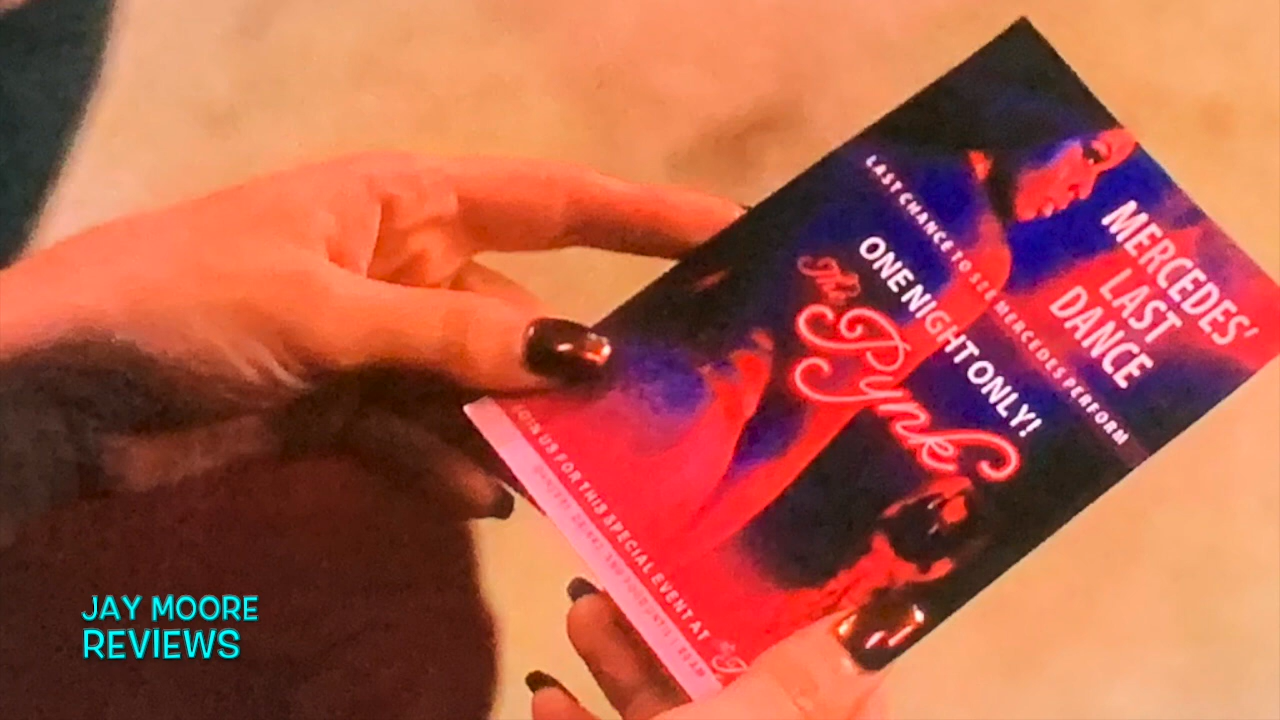 MERCEDES'
LAST
DANCE
LAST CHANCE TO SEE MERCEDES PERFORM
ONE NIGHT ONLY!
The
Pynk
JOIN US FOR THIS SPECIAL EVENT AT
JAY MOORE
REVIEWS